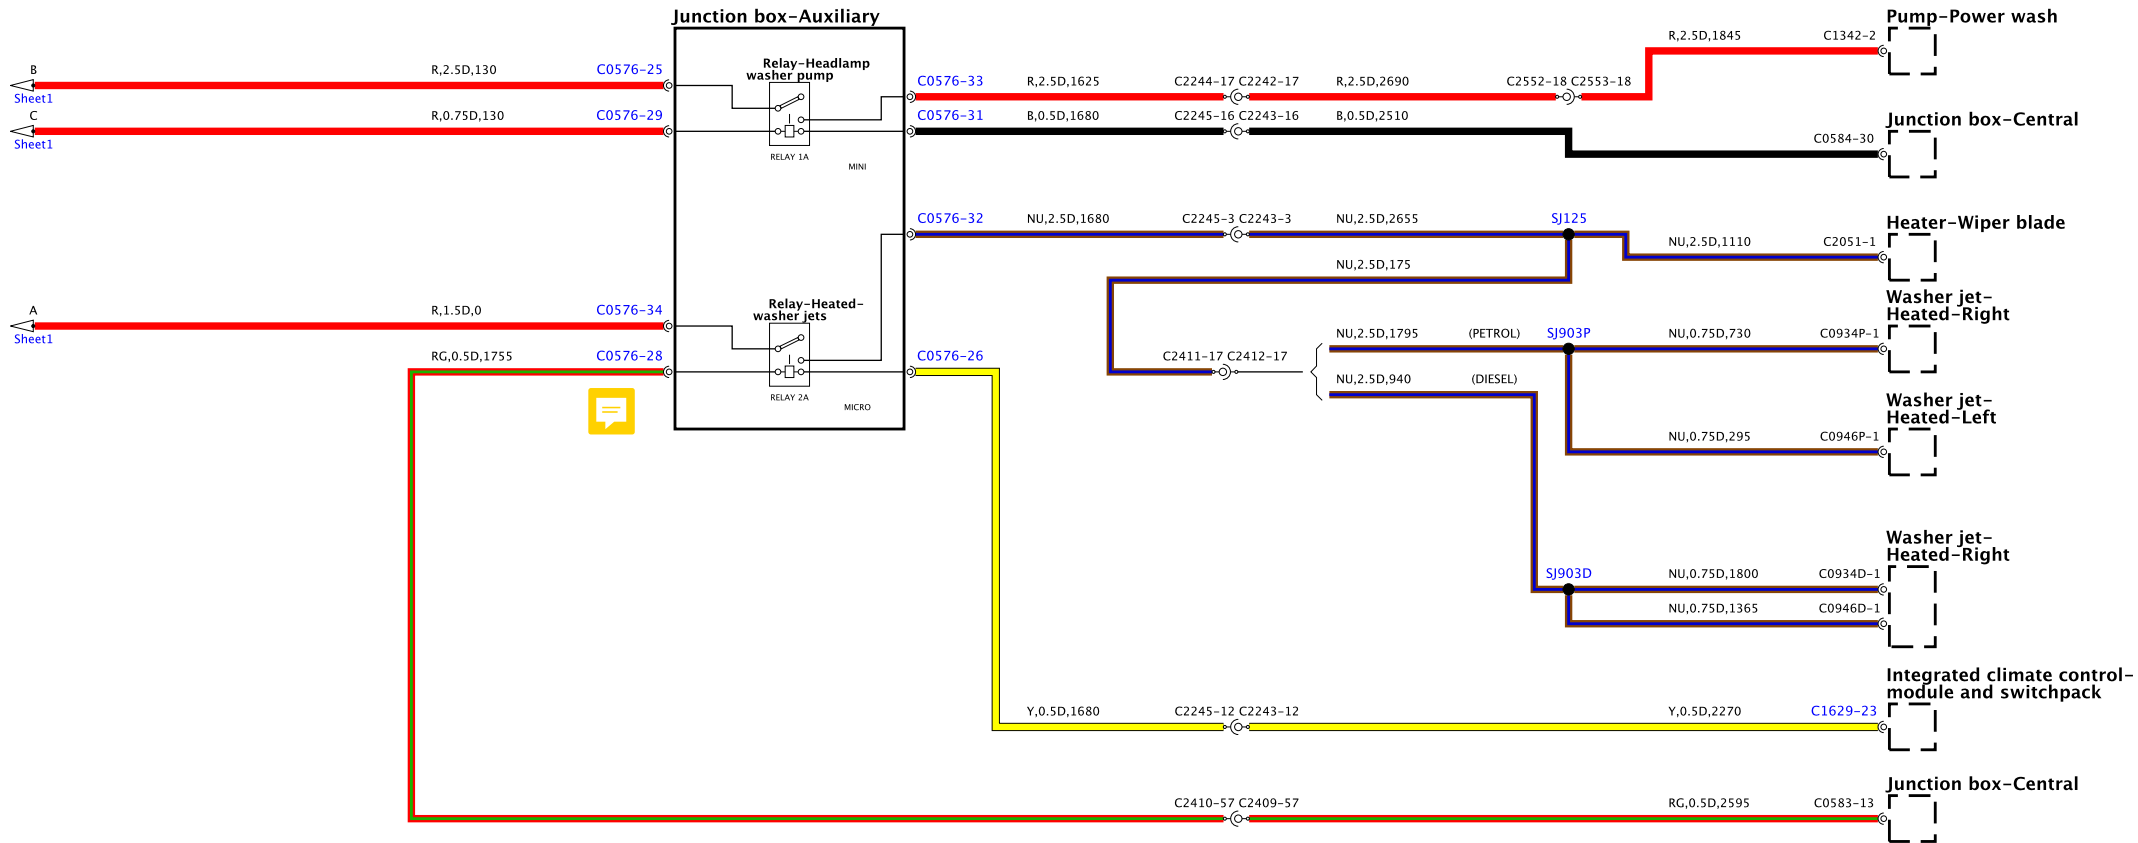 Junction box-Auxiliary
Pump-Power wash
B
R,2.5D,130
C0576-25
Sheet1
Relay-Headlamp
washer pump
C0576-33
R,2.5D,1625
C2244-17 C2242-17
R,2.5D,2690
C2552-18 C2553-18
R,2.5D,1845
C1342-2
C
R,0.75D,130
C0576-29
Sheet1
RELAY 1A
MINI
C0576-31
B,0.5D,1680
C2245-16 C2243-16
B,0.5D,2510
Junction box-Central
C0584-30
C0576-32
NU,2.5D,1680
C2245-3 C2243-3
NU,2.5D,2655
SJ125
Heater-Wiper blade
NU,2.5D,1110
C2051-1
NU,2.5D,175
A
R,1.5D,0
C0576-34
Sheet1
Relay-Heated-
washer jets
Washer jet-
Heated-Right
NU,2.5D,1795
(PETROL)
SJ903P
NU,0.75D,730
C0934P-1
RG,0.5D,1755
C0576-28
C0576-26
C2411-17 C2412-17
NU,2.5D,940
(DIESEL)
RELAY 2A
MICRO
Washer jet-
Heated-Left
NU,0.75D,295
C0946P-1
Washer jet-
Heated-Right
SJ903D
NU,0.75D,1800
C0934D-1
NU,0.75D,1365
C0946D-1
Integrated climate control-
module and switchpack
Y,0.5D,1680
C2245-12 C2243-12
Y,0.5D,2270
C1629-23
Junction box-Central
C2410-57 C2409-57
RG,0.5D,2595
C0583-13